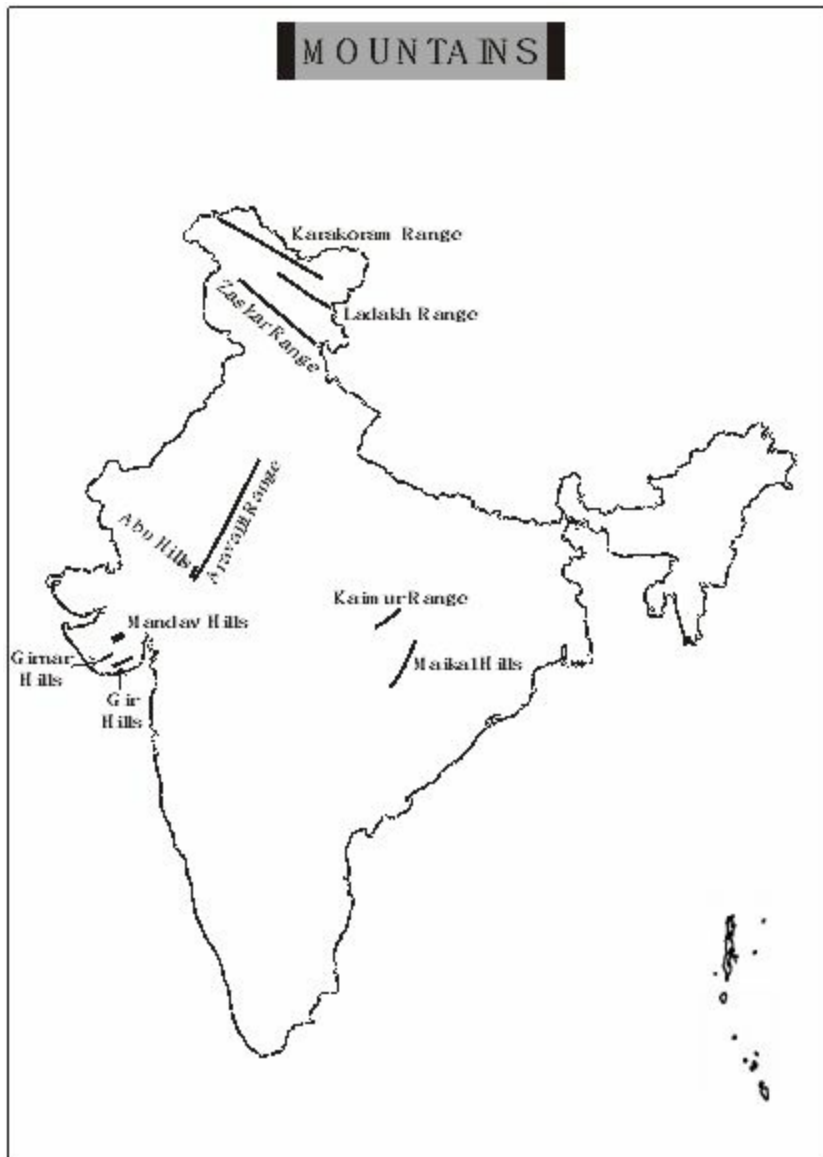 MOUNTAINS
Karakoram Range
Ladakh Range
Zaskar Range
Abu Hills
Aravalli Range
Kaimur Range
Mandav Hills
Maikal Hills
Girnar
Hills
Gir
Hills